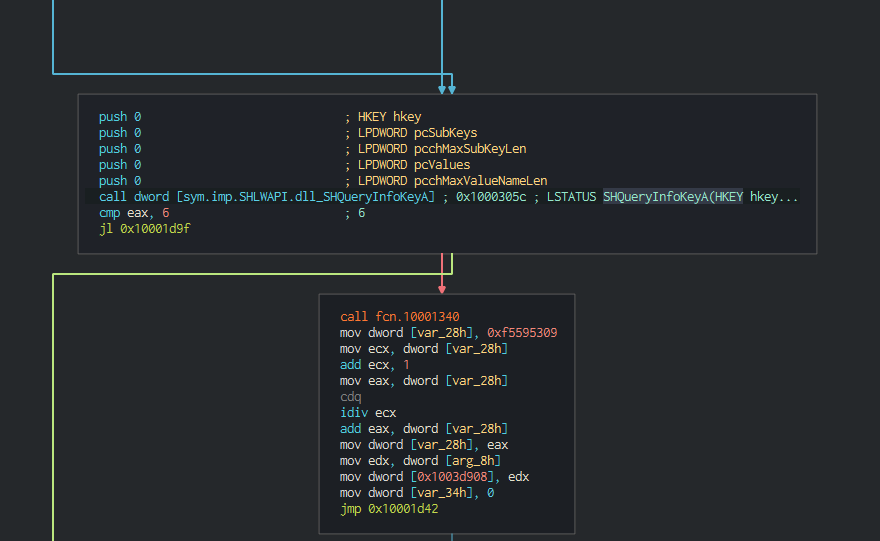 push 0 ; HKEY hkey
push 0 ; LPDWORD pcSubKeys
push 0 ; LPDWORD pcchMaxSubKeyLen
push 0 ; LPDWORD pcValues
push 0 ; LPDWORD pcchMaxValueNameLen
call dword [sym.imp.SHLWAPI.dll_SHQueryInfoKeyA] ; 0x1000305c ; LSTATUS SHQueryInfoKeyA(HKEY hkey...
cmp eax, 6 ; 6
jl 0x10001d9f
call fcn.10001340
mov dword [var_28h], 0xf5595309
mov ecx, dword [var_28h]
add ecx, 1
mov eax, dword [var_28h]
cdq
idiv ecx
add eax, dword [var_28h]
mov dword [var_28h], eax
mov edx, dword [arg_8h]
mov dword [0x1003d908], edx
mov dword [var_34h], 0
jmp 0x10001d42